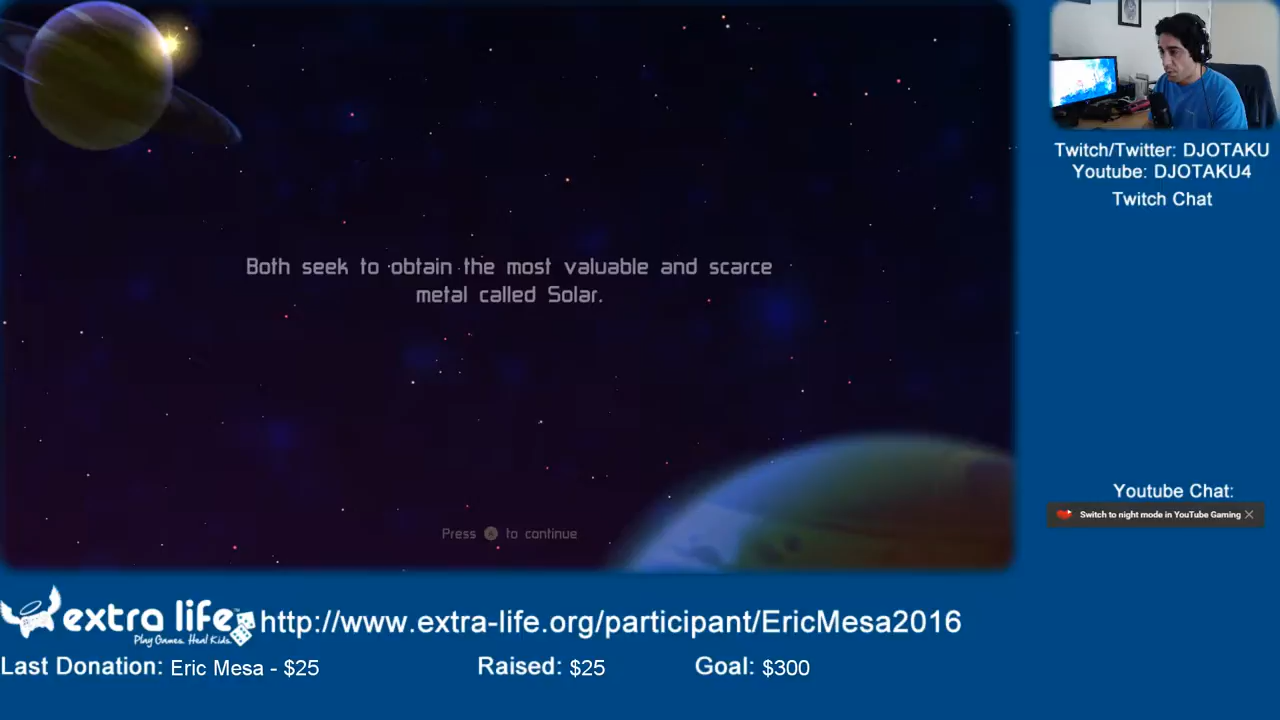 Both seek to obtain the most valuable and scarce
metal called Solar.
Press A to continue
Twitch/Twitter: DJOTAKU
Youtube: DJOTAKU4
Twitch Chat
Youtube Chat:
Switch to night mode in YouTube Gaming
extra life
Play Games. Heal Kids.
http://www.extra-life.org/participant/EricMesa2016
Last Donation: Eric Mesa - $25
Raised: $25
Goal: $300